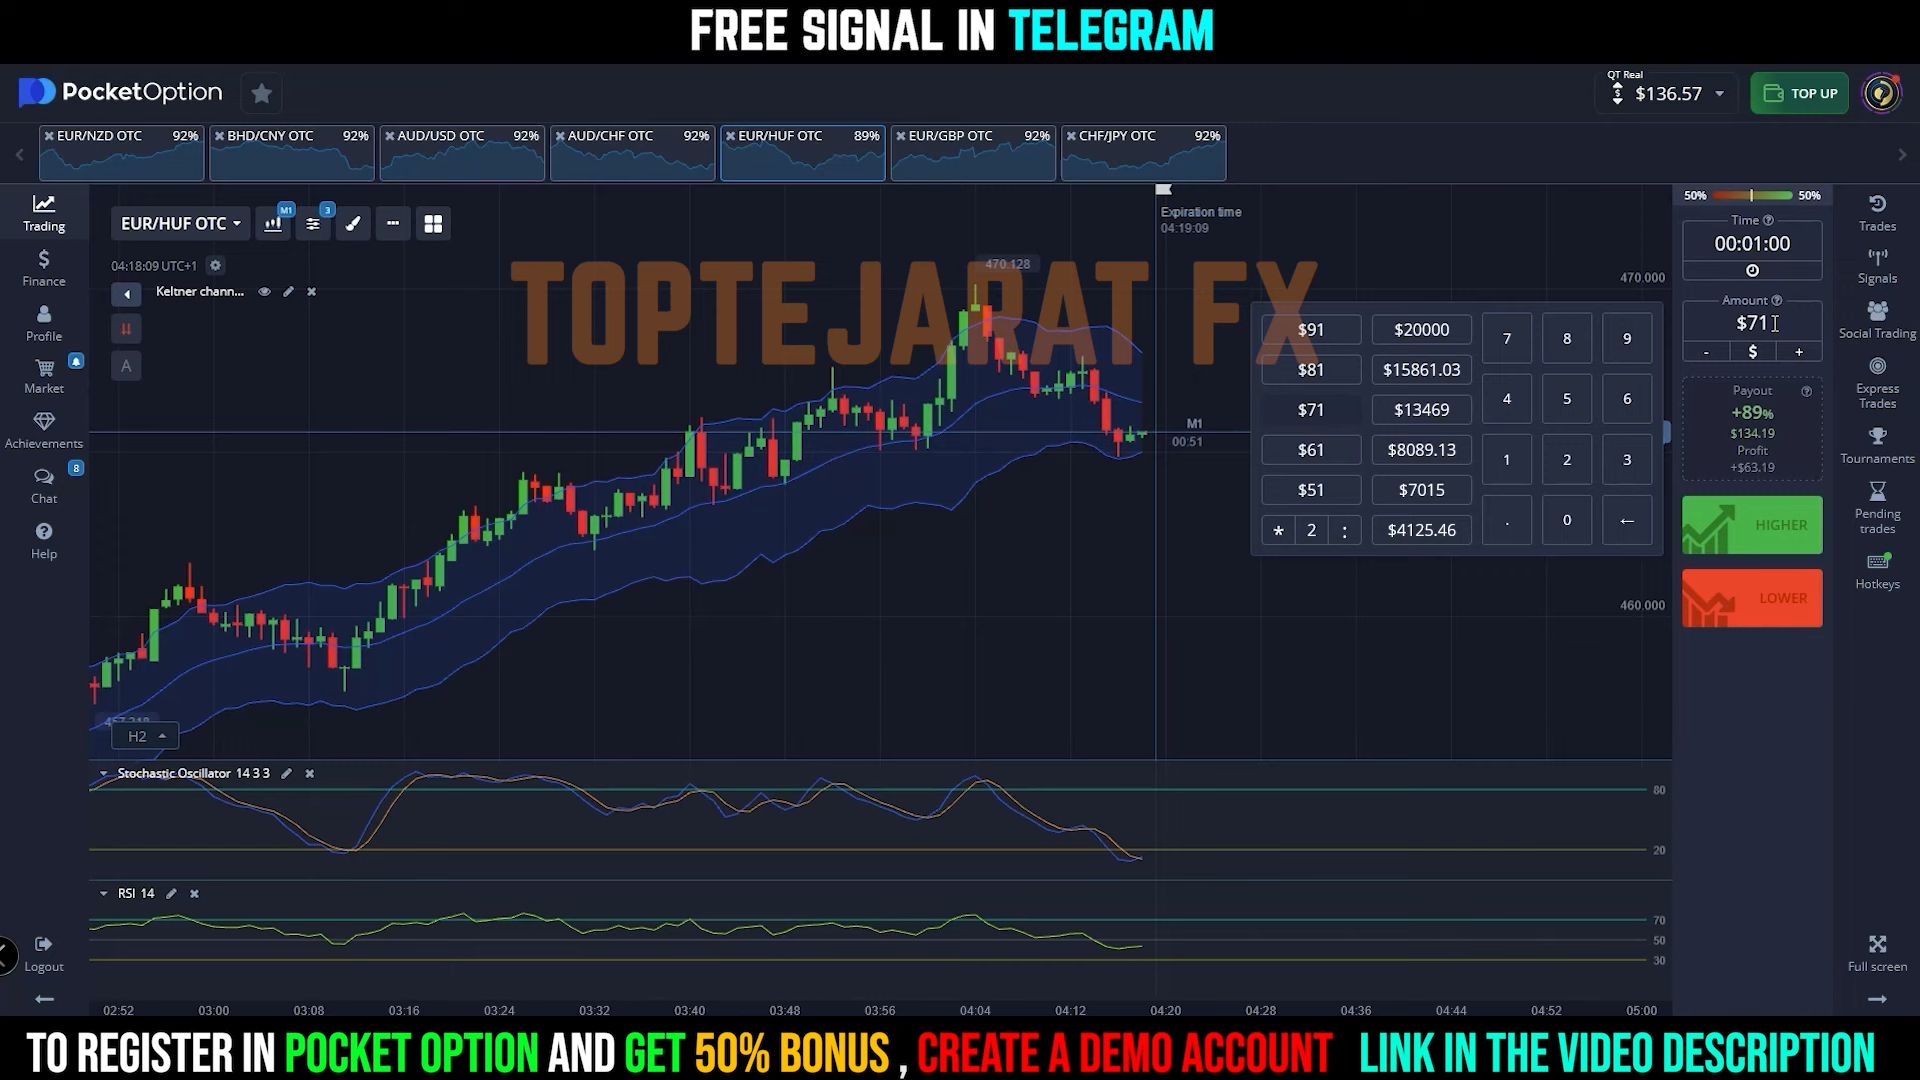 FREE SIGNAL IN TELEGRAM
PocketOption
QT Real
$136.57
TOP UP
EUR/NZD OTC 92%
BHD/CNY OTC 92%
AUD/USD OTC 92%
AUD/CHF OTC 92%
EUR/HUF OTC 89%
EUR/GBP OTC 92%
CHF/JPY OTC 92%
Trading
Finance
Profile
Market
Achievements
8
Chat
Help
Logout
EUR/HUF OTC
M1
3
04:18:09 UTC+1
Keltner chann...
A
TOPTEJARAT FX
470.128
Expiration time
04:19:09
470.000
M1
00:51
460.000
H2
$91 $20000 7 8 9
$81 $15861.03
$71 $13469 4 5 6
$61 $8089.13
$51 $7015 1 2 3
* 2 : $4125.46 . 0 ←
50% 50%
Time
00:01:00
Amount
$71
- $ +
Payout
+89%
$134.19
Profit
+$63.19
HIGHER
LOWER
Trades
Signals
Social Trading
Express
Trades
Tournaments
Pending
trades
Hotkeys
Full screen
Stochastic Oscillator 14 3 3
80
20
RSI 14
70
50
30
02:52 03:00 03:08 03:16 03:24 03:32 03:40 03:48 03:56 04:04 04:12 04:20 04:28 04:36 04:44 04:52 05:00
TO REGISTER IN POCKET OPTION AND GET 50% BONUS , CREATE A DEMO ACCOUNT LINK IN THE VIDEO DESCRIPTION